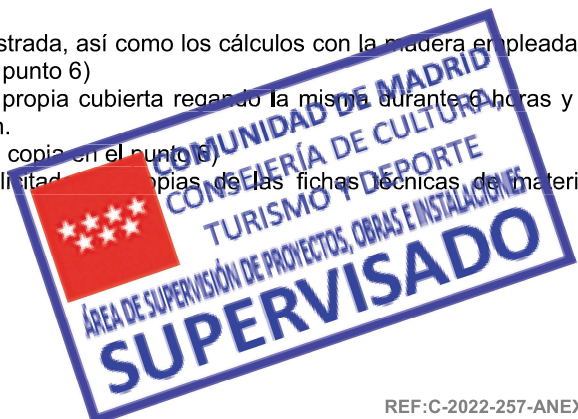 strada, así como los cálculos con la madera empleada
punto 6)
propia cubierta regando la misma durante 6 horas y
n.
copia en el punto 6)
licitad copias de las fichas técnicas de materi
COMUNIDAD DE MADRID
CONSEJERÍA DE CULTURA,
TURISMO Y DEPORTE
ÁREA DE SUPERVISIÓN DE PROYECTOS, OBRAS E INSTALACIONES
SUPERVISADO
REF:C-2022-257-ANEX